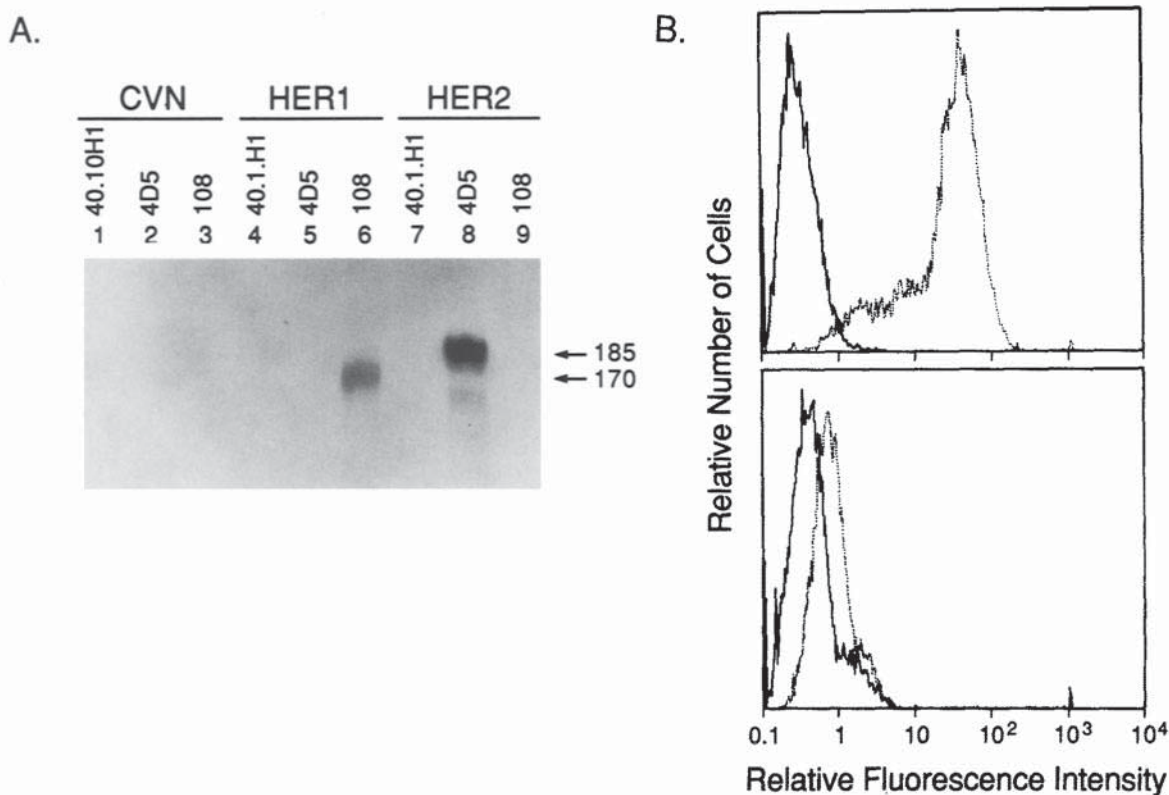 A.
CVN HER1 HER2
40.10H1 4D5 108 40.1.H1 4D5 108 40.1.H1 4D5 108
1 2 3 4 5 6 7 8 9
185
170
B.
Relative Number of Cells
0.1 1 10 10² 10³ 10⁴
Relative Fluorescence Intensity